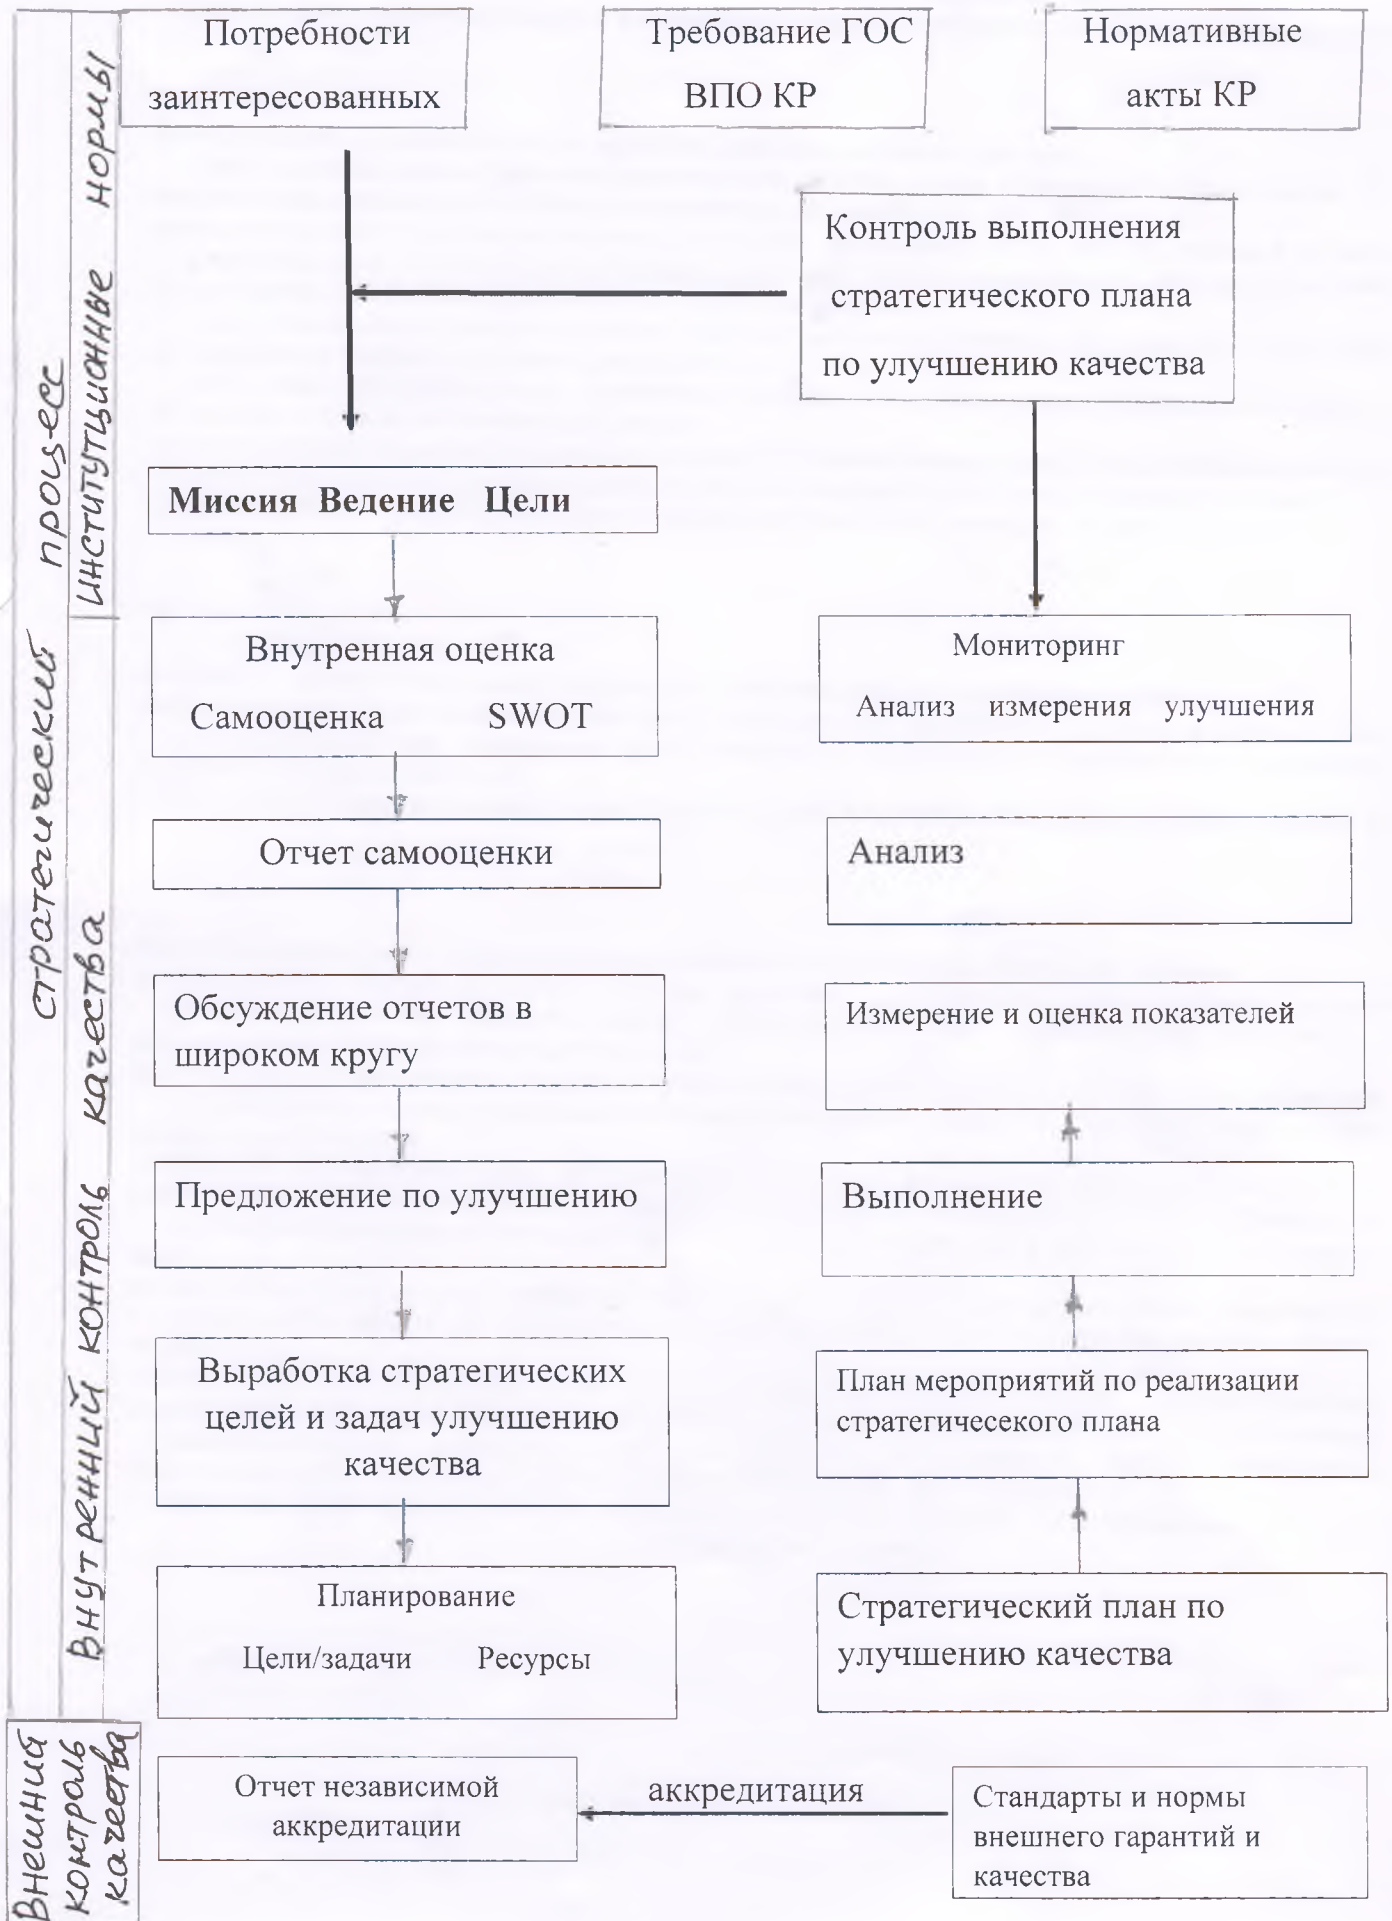 Потребности
заинтересованных
Требование ГОС
ВПО КР
Нормативные
акты КР
Контроль выполнения
стратегического плана
по улучшению качества
Миссия Ведение Цели
Внутренная оценка
Самооценка SWOT
Мониторинг
Анализ измерения улучшения
Отчет самооценки
Анализ
Обсуждение отчетов в
широком кругу
Измерение и оценка показателей
Предложение по улучшению
Выполнение
Выработка стратегических
целей и задач улучшению
качества
План мероприятий по реализации
стратегичесекого плана
Планирование
Цели/задачи Ресурсы
Стратегический план по
улучшению качества
Отчет независимой
аккредитации
аккредитация
Стандарты и нормы
внешнего гарантий и
качества
стратегический процесс
институционные нормы
Внутренний контроль качества
Внешний
контроль
качества